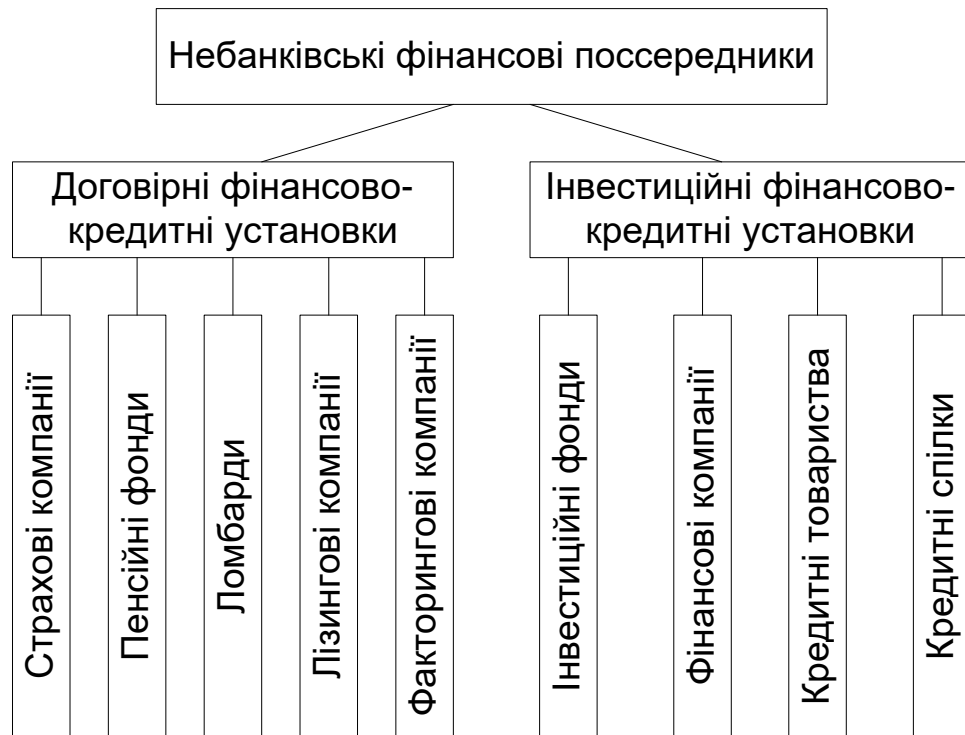 Небанківські фінансові поссередники
Договірні фінансово-
кредитні установки
Інвестиційні фінансово-
кредитні установки
Страхові компанії
Пенсійні фонди
Ломбарди
Лізингові компанії
Факторингові компанії
Інвестиційні фонди
Фінансові компанії
Кредитні товариства
Кредитні спілки